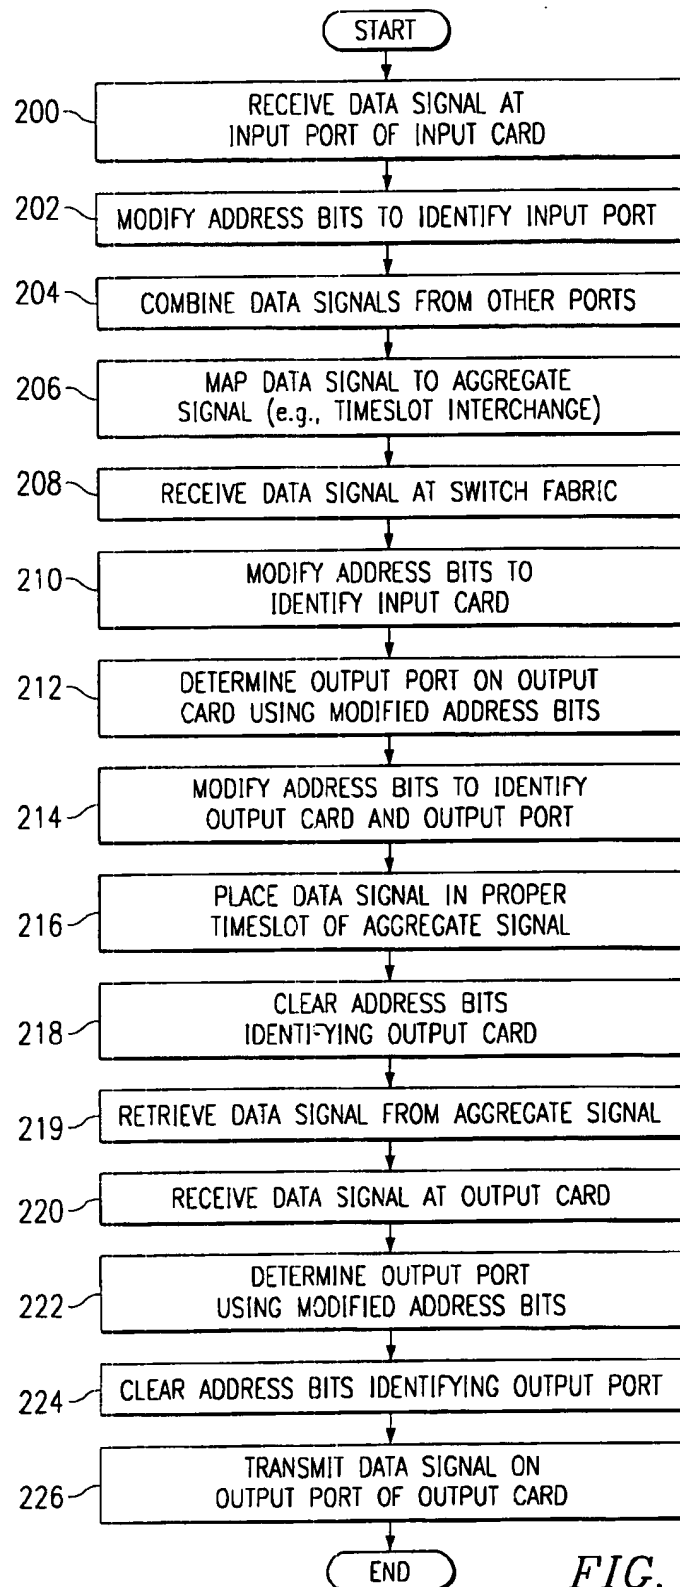 START
200
RECEIVE DATA SIGNAL AT
INPUT PORT OF INPUT CARD
202
MODIFY ADDRESS BITS TO IDENTIFY INPUT PORT
204
COMBINE DATA SIGNALS FROM OTHER PORTS
206
MAP DATA SIGNAL TO AGGREGATE
SIGNAL (e.g., TIMESLOT INTERCHANGE)
208
RECEIVE DATA SIGNAL AT SWITCH FABRIC
210
MODIFY ADDRESS BITS TO
IDENTIFY INPUT CARD
212
DETERMINE OUTPUT PORT ON OUTPUT
CARD USING MODIFIED ADDRESS BITS
214
MODIFY ADDRESS BITS TO IDENTIFY
OUTPUT CARD AND OUTPUT PORT
216
PLACE DATA SIGNAL IN PROPER
TIMESLOT OF AGGREGATE SIGNAL
218
CLEAR ADDRESS BITS
IDENTIFYING OUTPUT CARD
219
RETRIEVE DATA SIGNAL FROM AGGREGATE SIGNAL
220
RECEIVE DATA SIGNAL AT OUTPUT CARD
222
DETERMINE OUTPUT PORT
USING MODIFIED ADDRESS BITS
224
CLEAR ADDRESS BITS IDENTIFYING OUTPUT PORT
226
TRANSMIT DATA SIGNAL ON
OUTPUT PORT OF OUTPUT CARD
END
FIG.